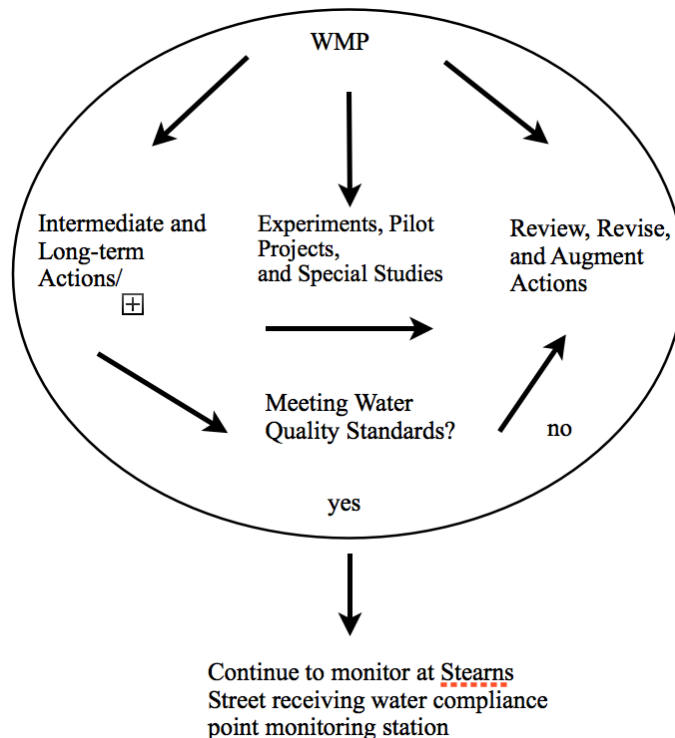 WMP
Intermediate and
Long-term
Actions/
Experiments, Pilot
Projects,
and Special Studies
Review, Revise,
and Augment
Actions
Meeting Water
Quality Standards?
no
yes
Continue to monitor at Stearns
Street receiving water compliance
point monitoring station